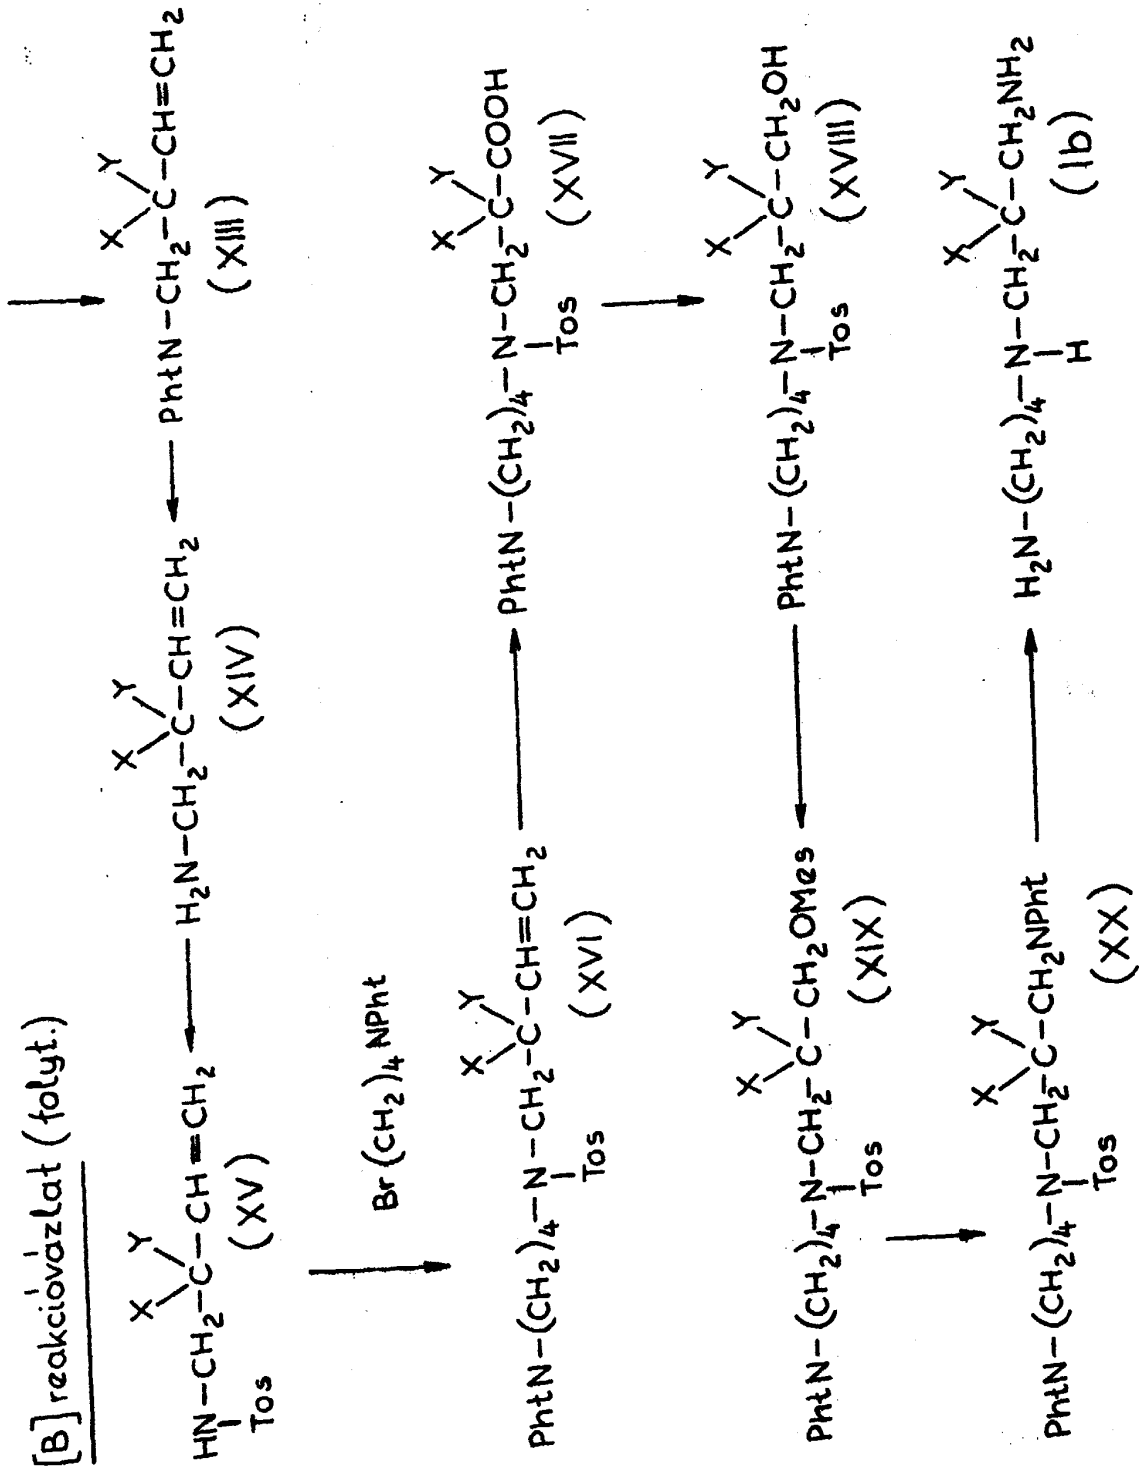 [B] reakcióvázlat (folyt.)
X Y
HN–CH2–C–CH=CH2 ← H2N–CH2–C–CH=CH2 ← PhtN–CH2–C–CH=CH2
Tos
(XV) (XIV) (XIII)
Br(CH2)4NPht
X Y
PhtN–(CH2)4–N–CH2–C–CH=CH2 → PhtN–(CH2)4–N–CH2–C–COOH
Tos Tos
(XVI) (XVII)
X Y
PhtN–(CH2)4–N–CH2–C–CH2OMes ← PhtN–(CH2)4–N–CH2–C–CH2OH
Tos Tos
(XIX) (XVIII)
X Y
PhtN–(CH2)4–N–CH2–C–CH2NPht → H2N–(CH2)4–N–CH2–C–CH2NH2
Tos H
(XX) (Ib)